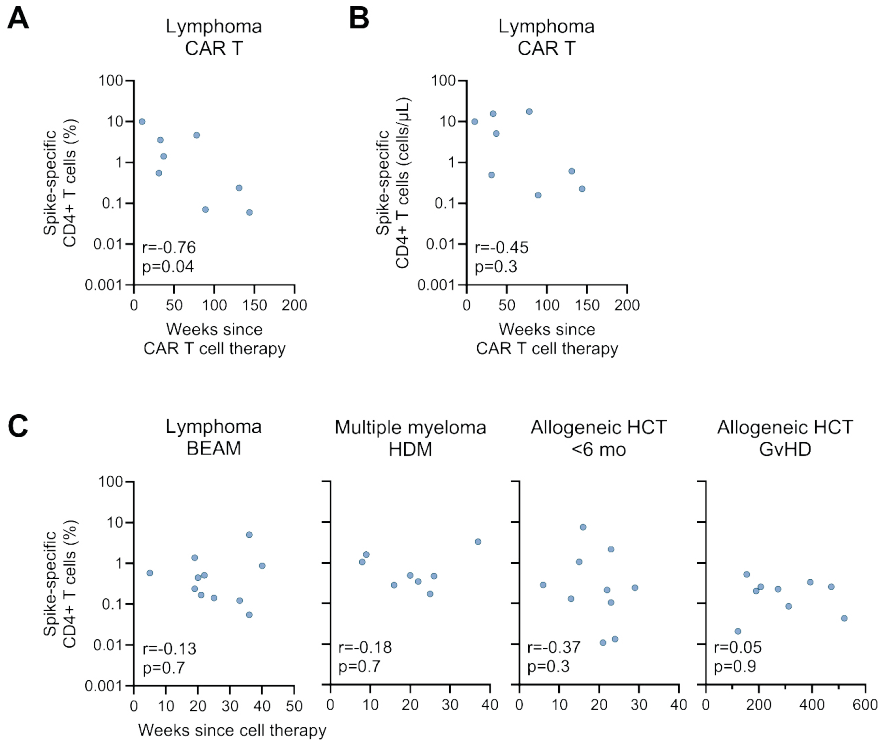 A
Lymphoma
CAR T
Spike-specific
CD4+ T cells (%)
100
10
1
0.1
0.01
0.001
r=-0.76
p=0.04
0 50 100 150 200
Weeks since
CAR T cell therapy
B
Lymphoma
CAR T
Spike-specific
CD4+ T cells (cells/μL)
100
10
1
0.1
0.01
0.001
r=-0.45
p=0.3
0 50 100 150 200
Weeks since
CAR T cell therapy
C
Lymphoma
BEAM
Spike-specific
CD4+ T cells (%)
100
10
1
0.1
0.01
0.001
r=-0.13
p=0.7
0 10 20 30 40 50
Weeks since cell therapy
Multiple myeloma
HDM
r=-0.18
p=0.7
0 10 20 30 40
Allogeneic HCT
<6 mo
r=-0.37
p=0.3
0 10 20 30 40
Allogeneic HCT
GvHD
r=0.05
p=0.9
0 200 400 600